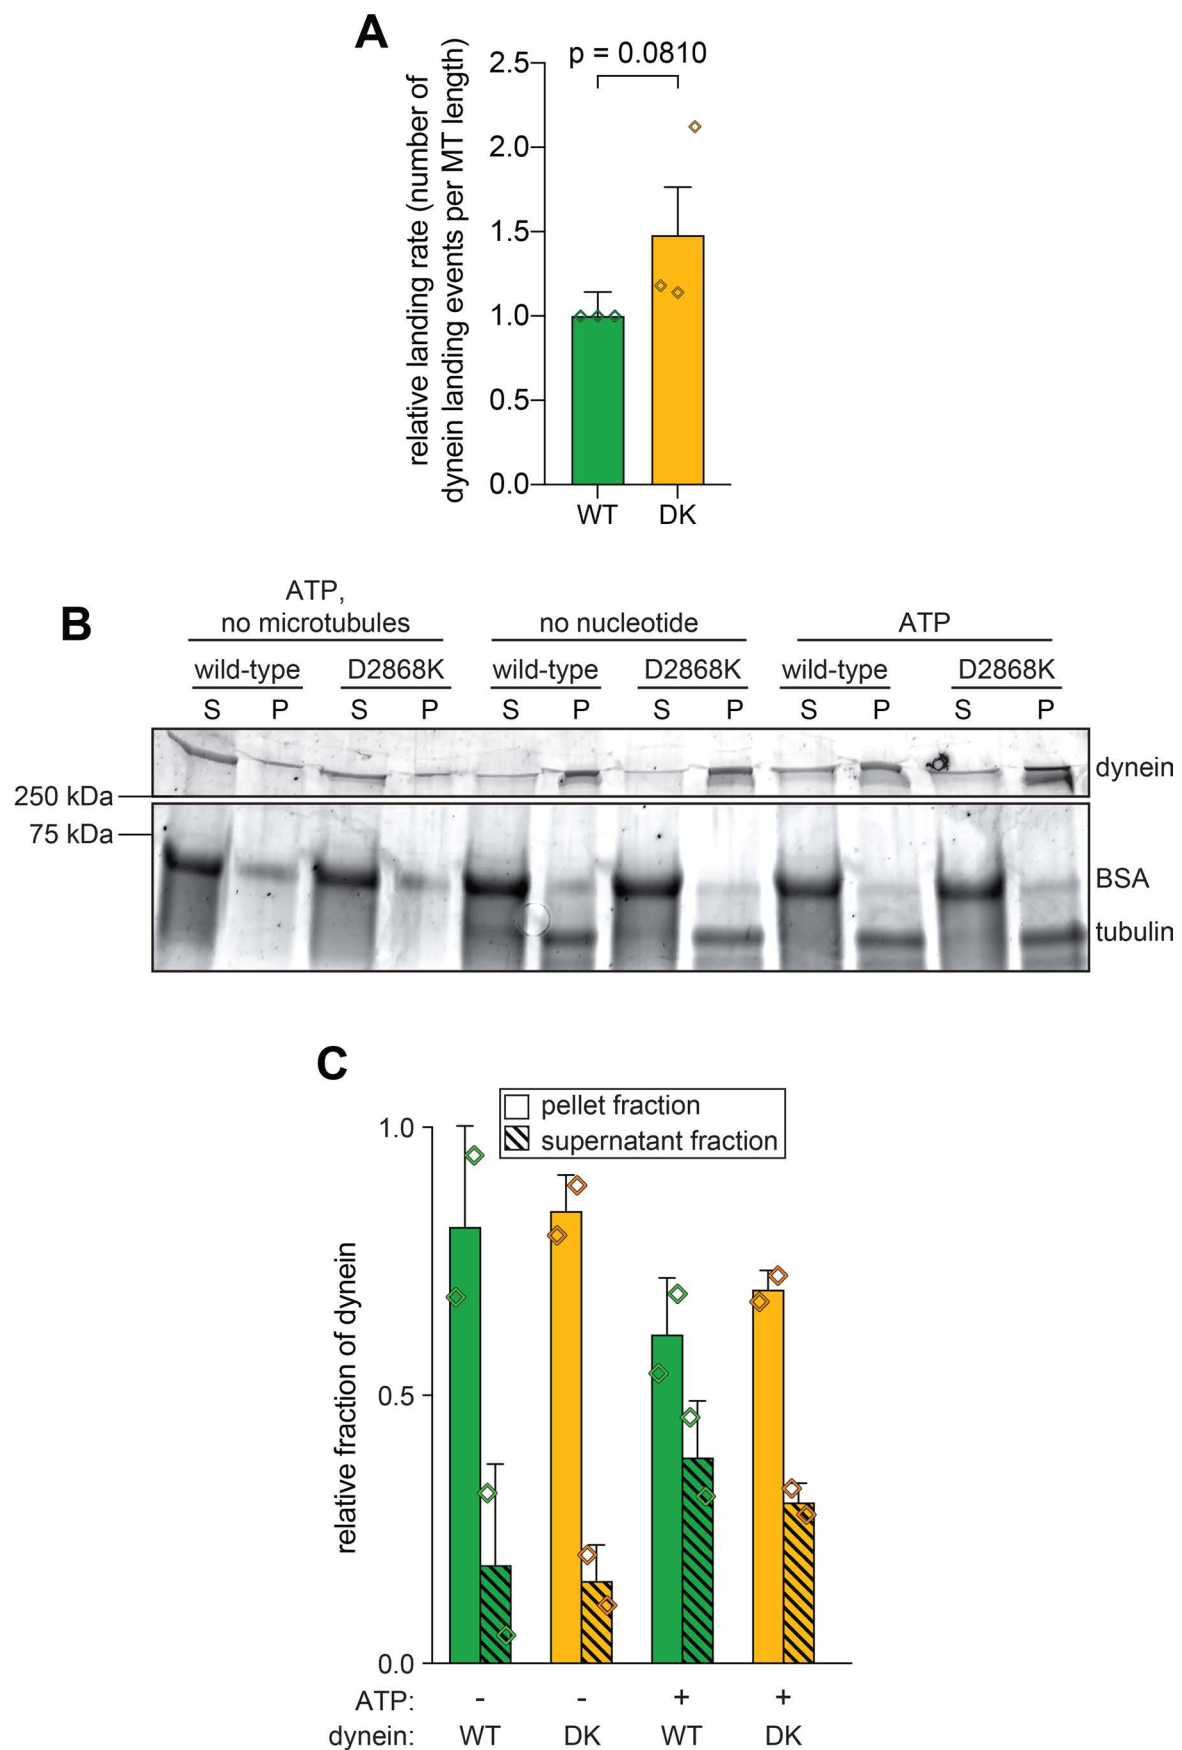 A
p = 0.0810
relative landing rate (number of
dynein landing events per MT length)
2.5
2.0
1.5
1.0
0.5
0.0
WT DK
B
ATP,
no microtubules no nucleotide ATP
wild-type D2868K wild-type D2868K wild-type D2868K
S P S P S P S P S P S P
dynein
250 kDa
75 kDa
BSA
tubulin
C
pellet fraction
supernatant fraction
relative fraction of dynein
1.0
0.5
0.0
ATP: - - + +
dynein: WT DK WT DK